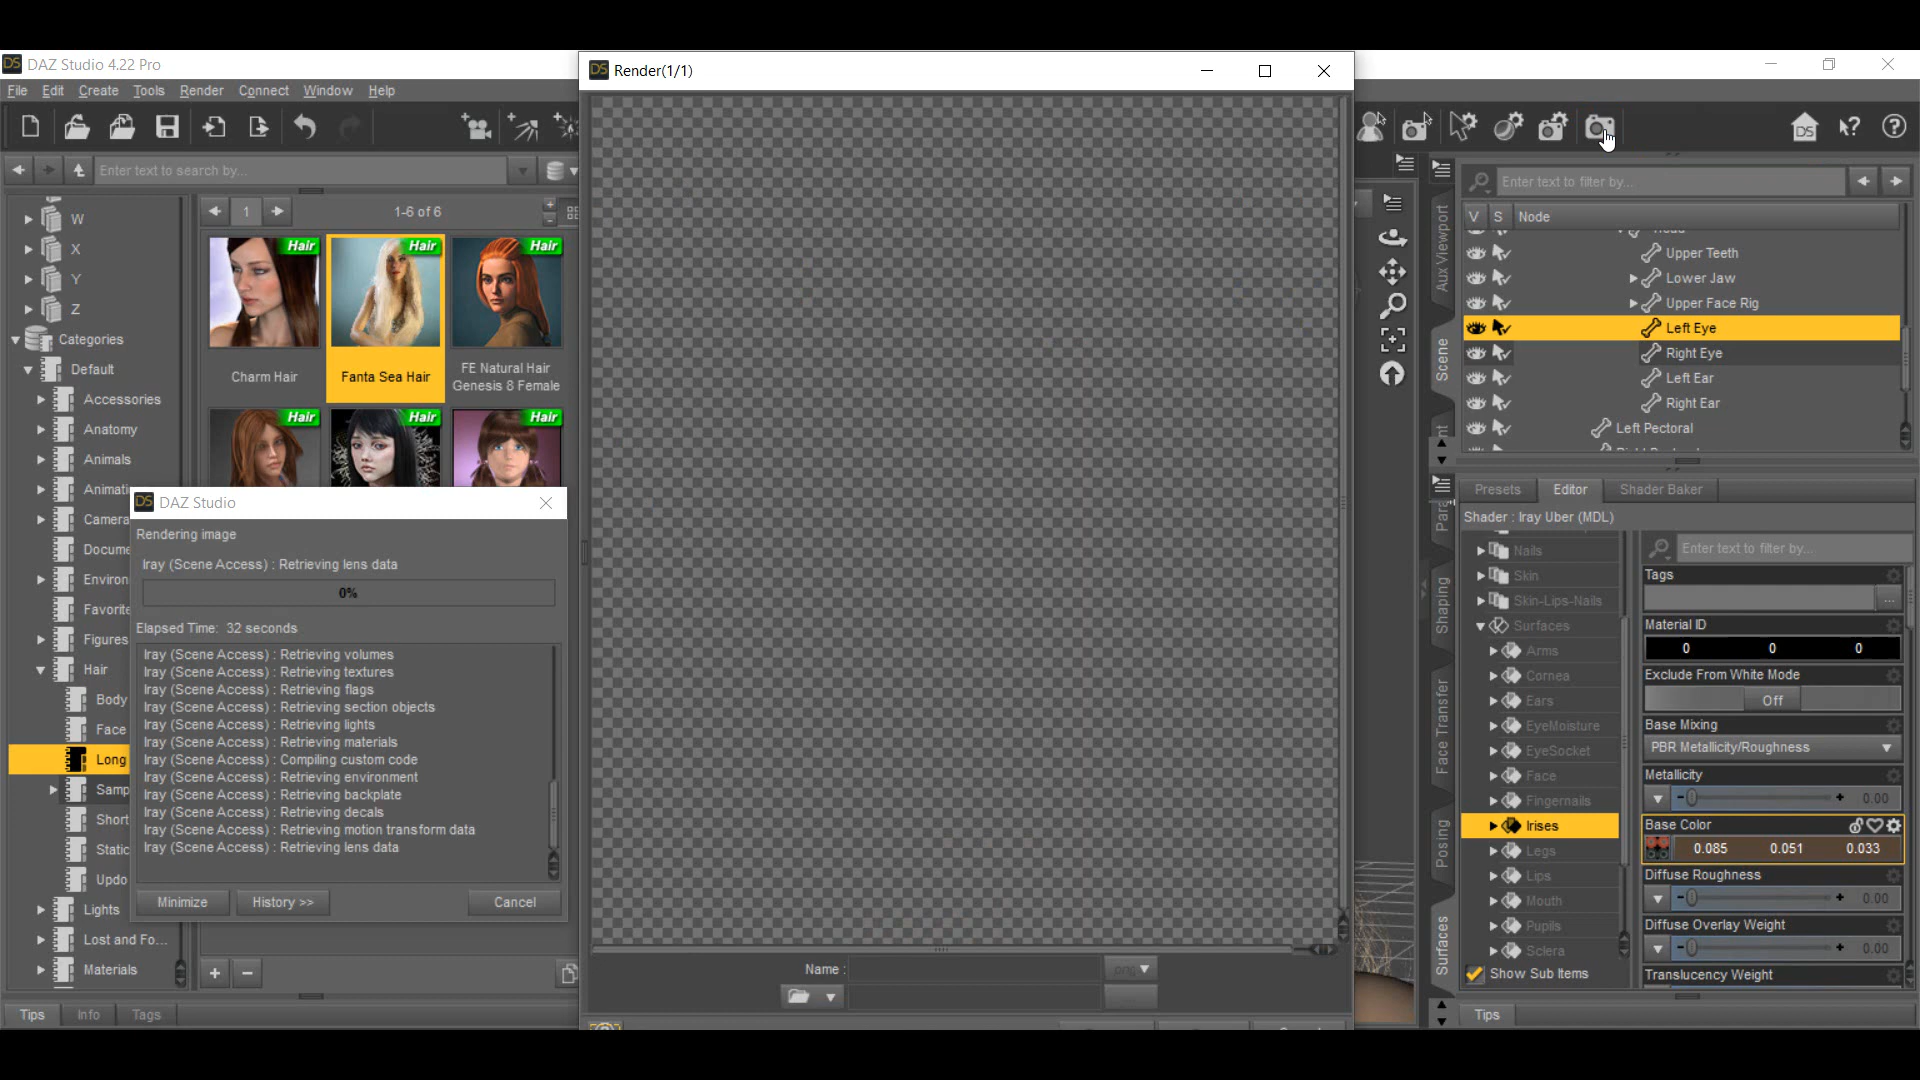 DAZ Studio 4.22 Pro
File Edit Create Tools Render Connect Window Help
Enter text to search by...
W
X
Y
Z
Categories
Default
Accessories
Anatomy
Animals
Animati
Camera
Docume
Environ
Favorite
Figures
Hair
Body
Face
Long
Samp
Short
Static
Updo
Lights
Lost and Fo...
Materials
Tips Info Tags
1
1-6 of 6
Hair
Hair
Hair
Charm Hair
Fanta Sea Hair
FE Natural Hair
Genesis 8 Female
Hair
Hair
Hair
DAZ Studio
Rendering image
Iray (Scene Access) : Retrieving lens data
0%
Elapsed Time: 32 seconds
Iray (Scene Access) : Retrieving volumes
Iray (Scene Access) : Retrieving textures
Iray (Scene Access) : Retrieving flags
Iray (Scene Access) : Retrieving section objects
Iray (Scene Access) : Retrieving lights
Iray (Scene Access) : Retrieving materials
Iray (Scene Access) : Compiling custom code
Iray (Scene Access) : Retrieving environment
Iray (Scene Access) : Retrieving backplate
Iray (Scene Access) : Retrieving decals
Iray (Scene Access) : Retrieving motion transform data
Iray (Scene Access) : Retrieving lens data
Minimize
History >>
Cancel
Render(1/1)
Name :
png
Aux Viewport
Scene
Enter text to filter by...
V S Node
Upper Teeth
Lower Jaw
Upper Face Rig
Left Eye
Right Eye
Left Ear
Right Ear
Left Pectoral
Para
Shaping
Face Transfer
Posing
Surfaces
Presets Editor Shader Baker
Shader : Iray Uber (MDL)
Nails
Skin
Skin-Lips-Nails
Surfaces
Arms
Cornea
Ears
EyeMoisture
EyeSocket
Face
Fingernails
Irises
Legs
Lips
Mouth
Pupils
Sclera
Show Sub Items
Enter text to filter by...
Tags
...
Material ID
0 0 0
Exclude From White Mode
Off
Base Mixing
PBR Metallicity/Roughness
Metallicity
0.00
Base Color
0.085 0.051 0.033
Diffuse Roughness
0.00
Diffuse Overlay Weight
0.00
Translucency Weight
Tips